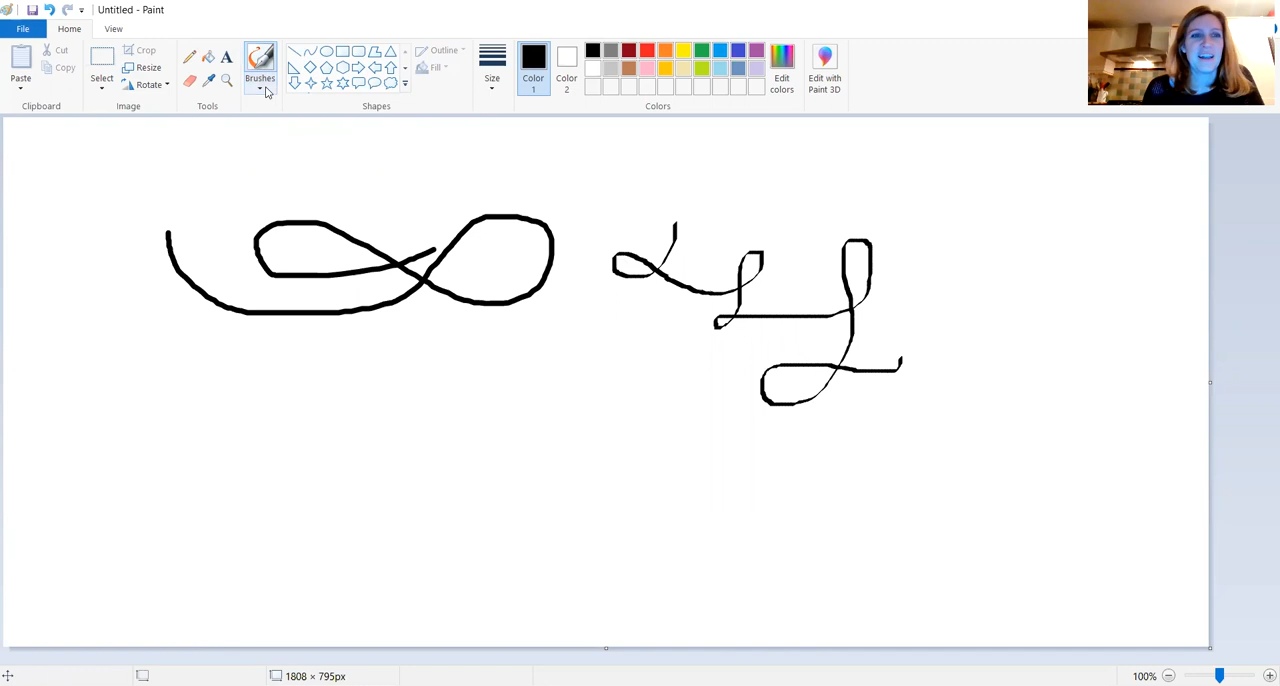 Untitled - Paint
File Home View
Paste
Cut
Copy
Clipboard
Select
Crop
Resize
Rotate
Image
A
Tools
Brushes
Outline
Fill
Shapes
Size
Color 1
Color 2
Edit colors
Colors
Edit with Paint 3D
1808 × 795px
100%